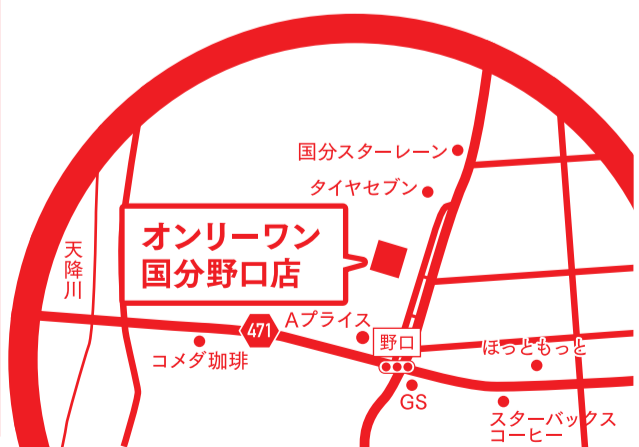 国分スターレーン
タイヤセブン
オンリーワン
国分野口店
天降川
471
Aプライス
野口
コメダ珈琲
ほっともっと
GS
スターバックス
コーヒー